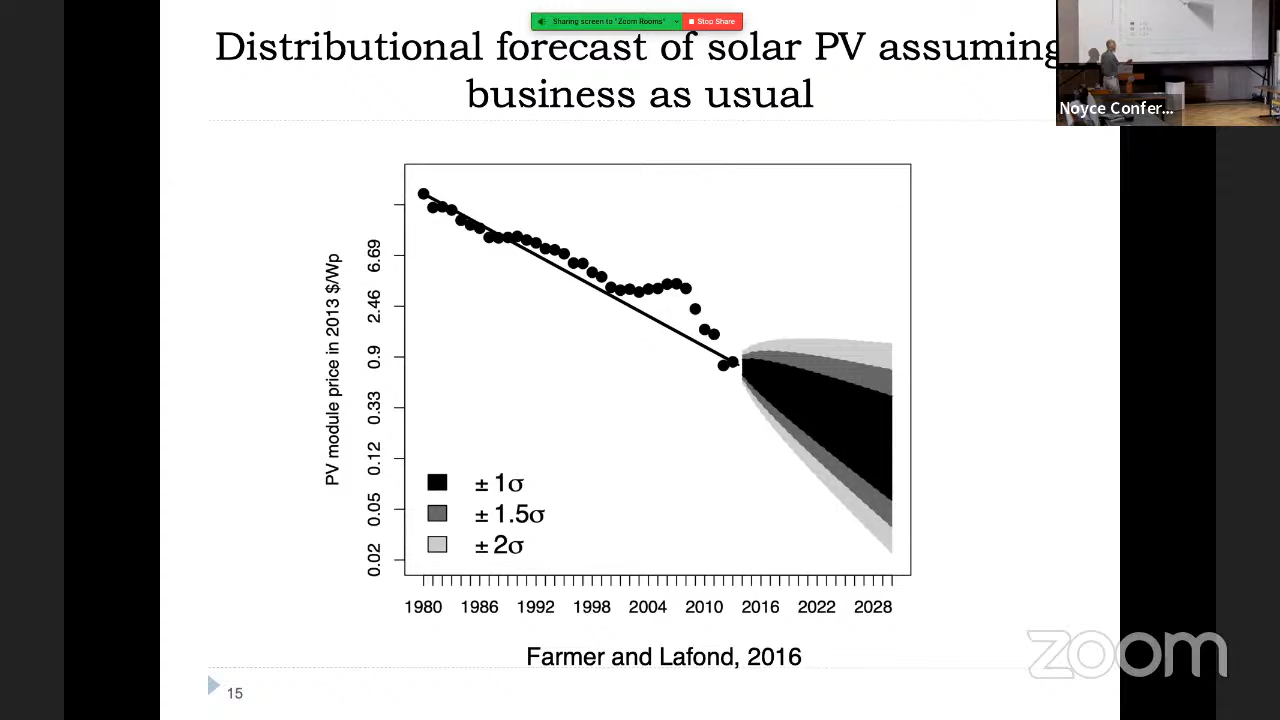 Sharing screen to "Zoom Rooms"
Stop Share
Distributional forecast of solar PV assuming
business as usual
Noyce Confer...
PV module price in 2013 $/Wp
6.69
2.46
0.9
0.33
0.12
0.05
0.02
± 1σ
± 1.5σ
± 2σ
1980 1986 1992 1998 2004 2010 2016 2022 2028
Farmer and Lafond, 2016
15
zoom